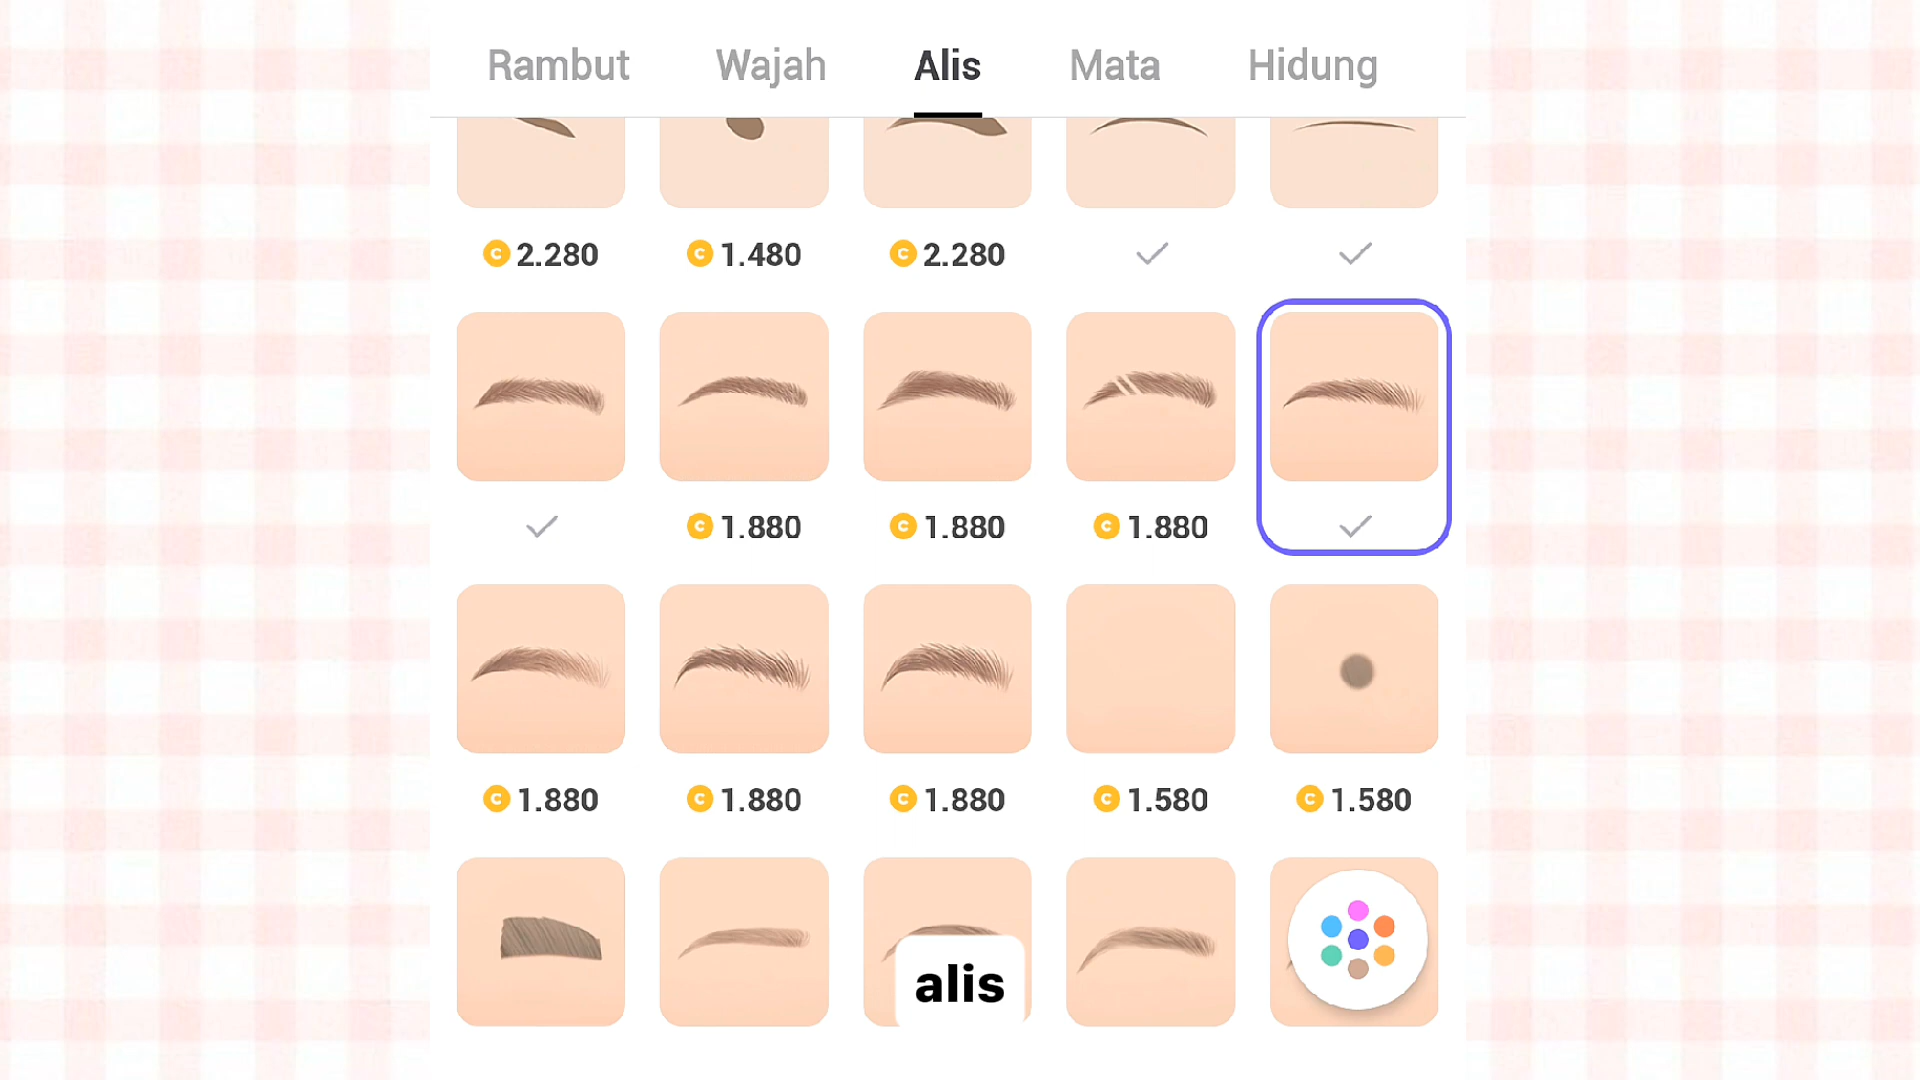 Rambut Wajah Alis Mata Hidung
C 2.280 C 1.480 C 2.280
C 1.880 C 1.880 C 1.880
C 1.880 C 1.880 C 1.880 C 1.580 C 1.580
alis